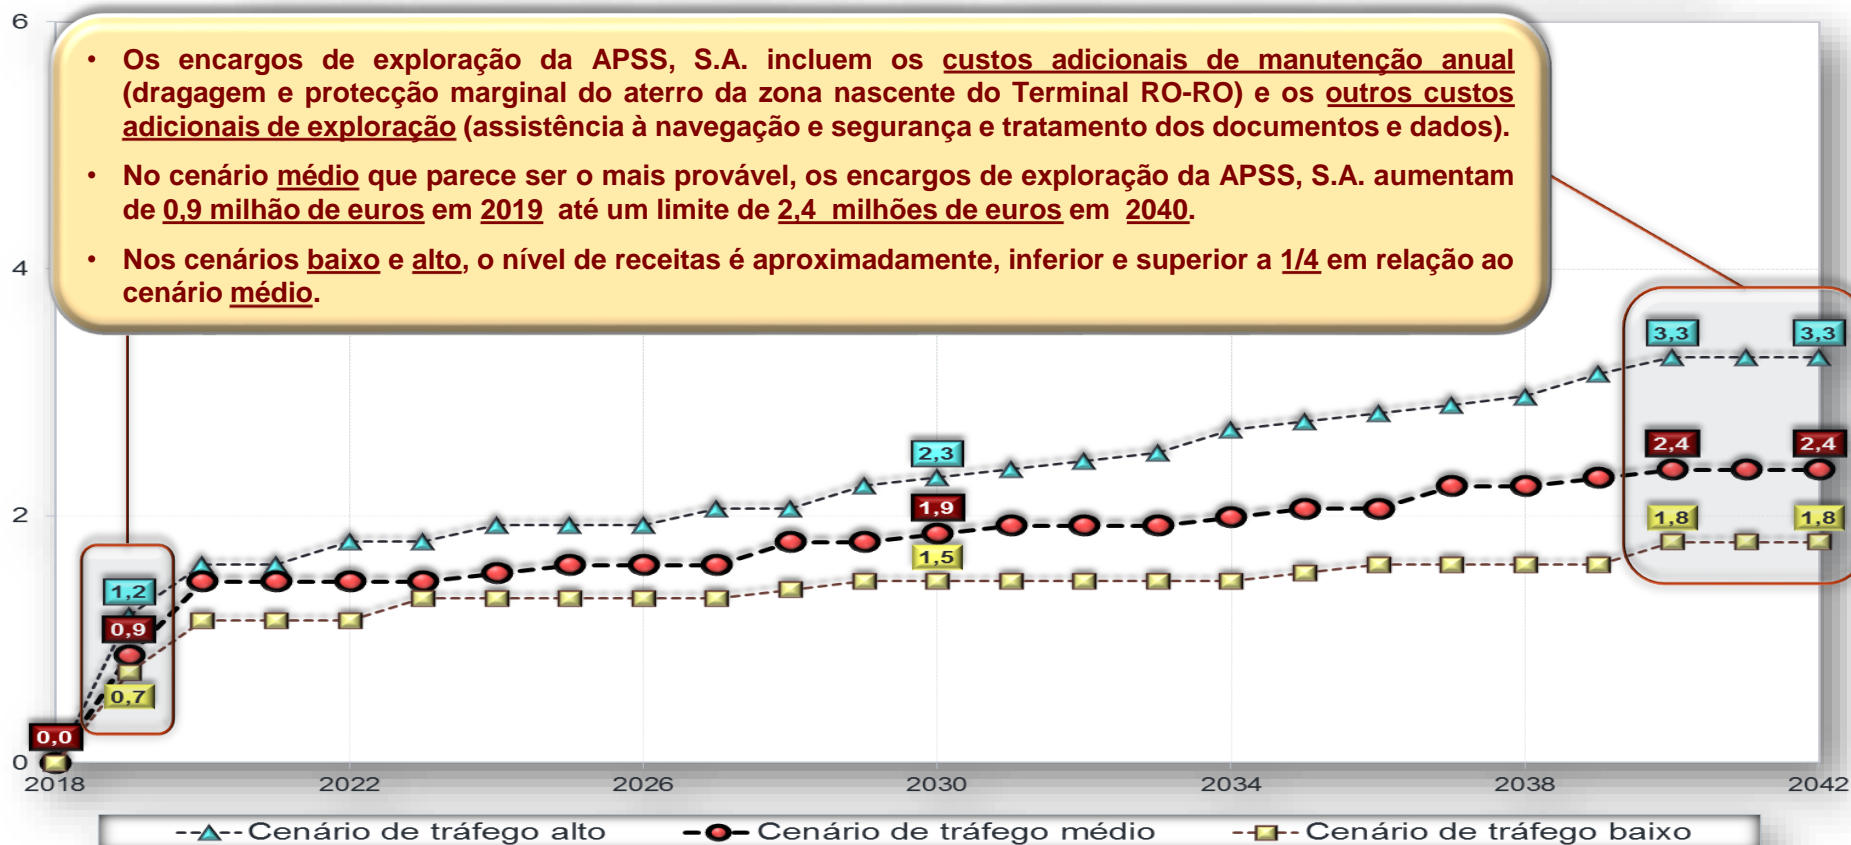 6
• Os encargos de exploração da APSS, S.A. incluem os custos adicionais de manutenção anual
(dragagem e protecção marginal do aterro da zona nascente do Terminal RO-RO) e os outros custos
adicionais de exploração (assistência à navegação e segurança e tratamento dos documentos e dados).
• No cenário médio que parece ser o mais provável, os encargos de exploração da APSS, S.A. aumentam
de 0,9 milhão de euros em 2019 até um limite de 2,4 milhões de euros em 2040.
• Nos cenários baixo e alto, o nível de receitas é aproximadamente, inferior e superior a 1/4 em relação ao
cenário médio.
4
3,3 3,3
2,3
2,4 2,4
2
1,9
1,8 1,8
1,5
1,2
0,9
0,7
0,0
0
2018 2022 2026 2030 2034 2038 2042
Cenário de tráfego alto Cenário de tráfego médio Cenário de tráfego baixo